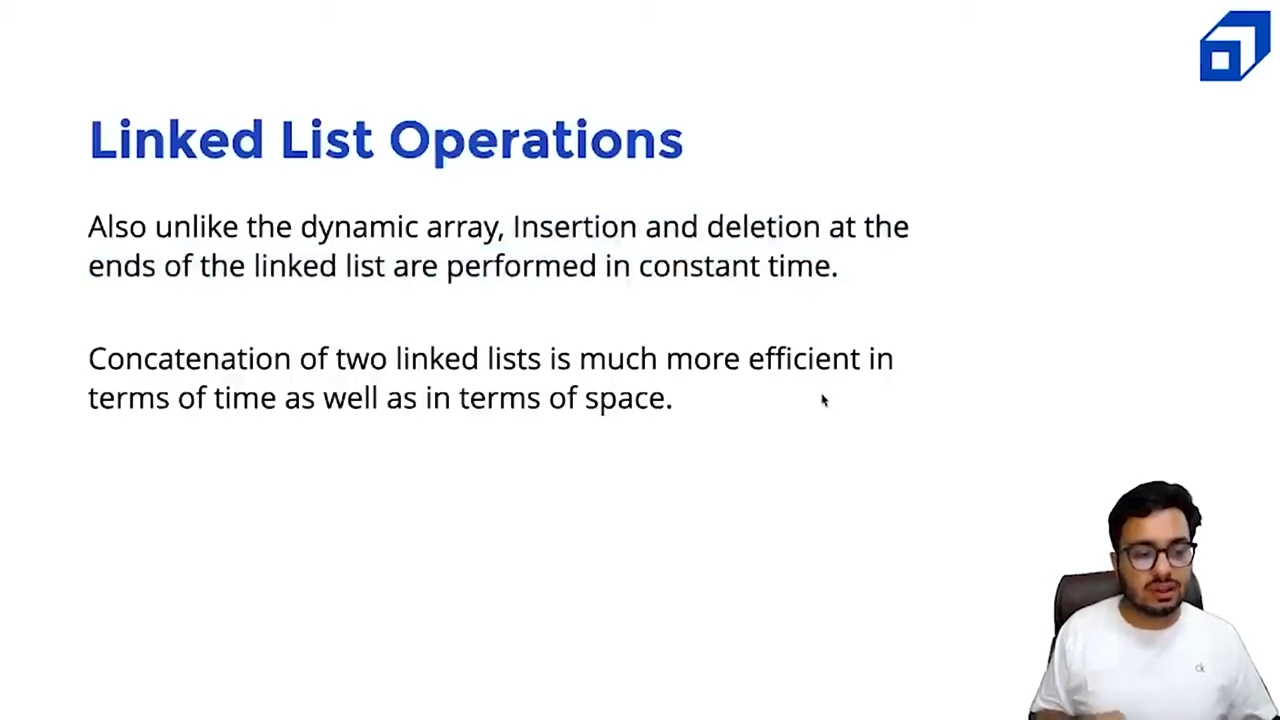 Linked List Operations
Also unlike the dynamic array, Insertion and deletion at the
ends of the linked list are performed in constant time.
Concatenation of two linked lists is much more efficient in
terms of time as well as in terms of space.
ck